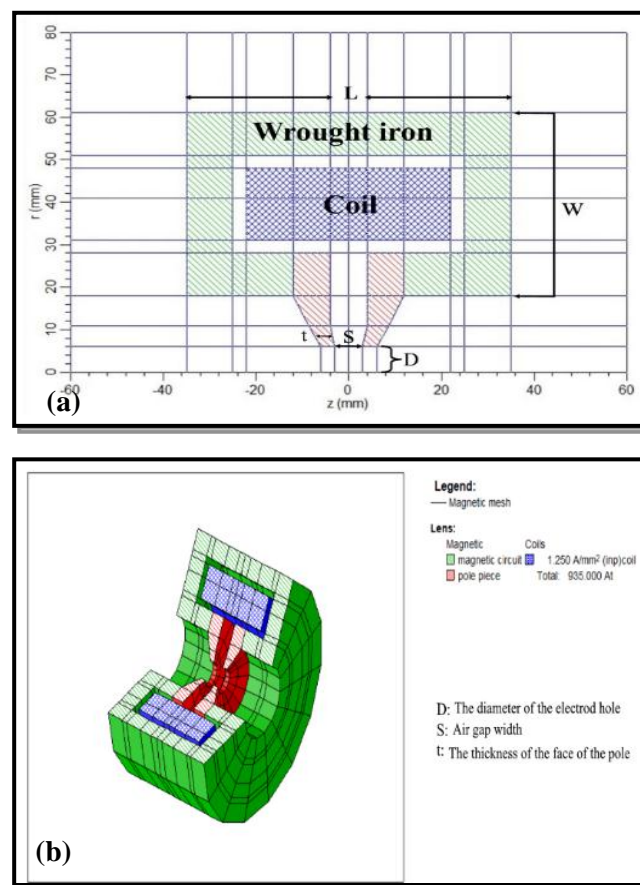 80
70
60
50
40
30
20
10
0
r (mm)
L
Wrought iron
Coil
W
t
S
D
-60
-40
-20
0
20
40
60
z (mm)
(a)
Legend:
Magnetic mesh
Lens:
Magnetic Coils
magnetic circuit 1.250 A/mm² (inp)coil
pole piece Total: 935.000 At
D: The diameter of the electrod hole
S: Air gap width
t: The thickness of the face of the pole
(b)